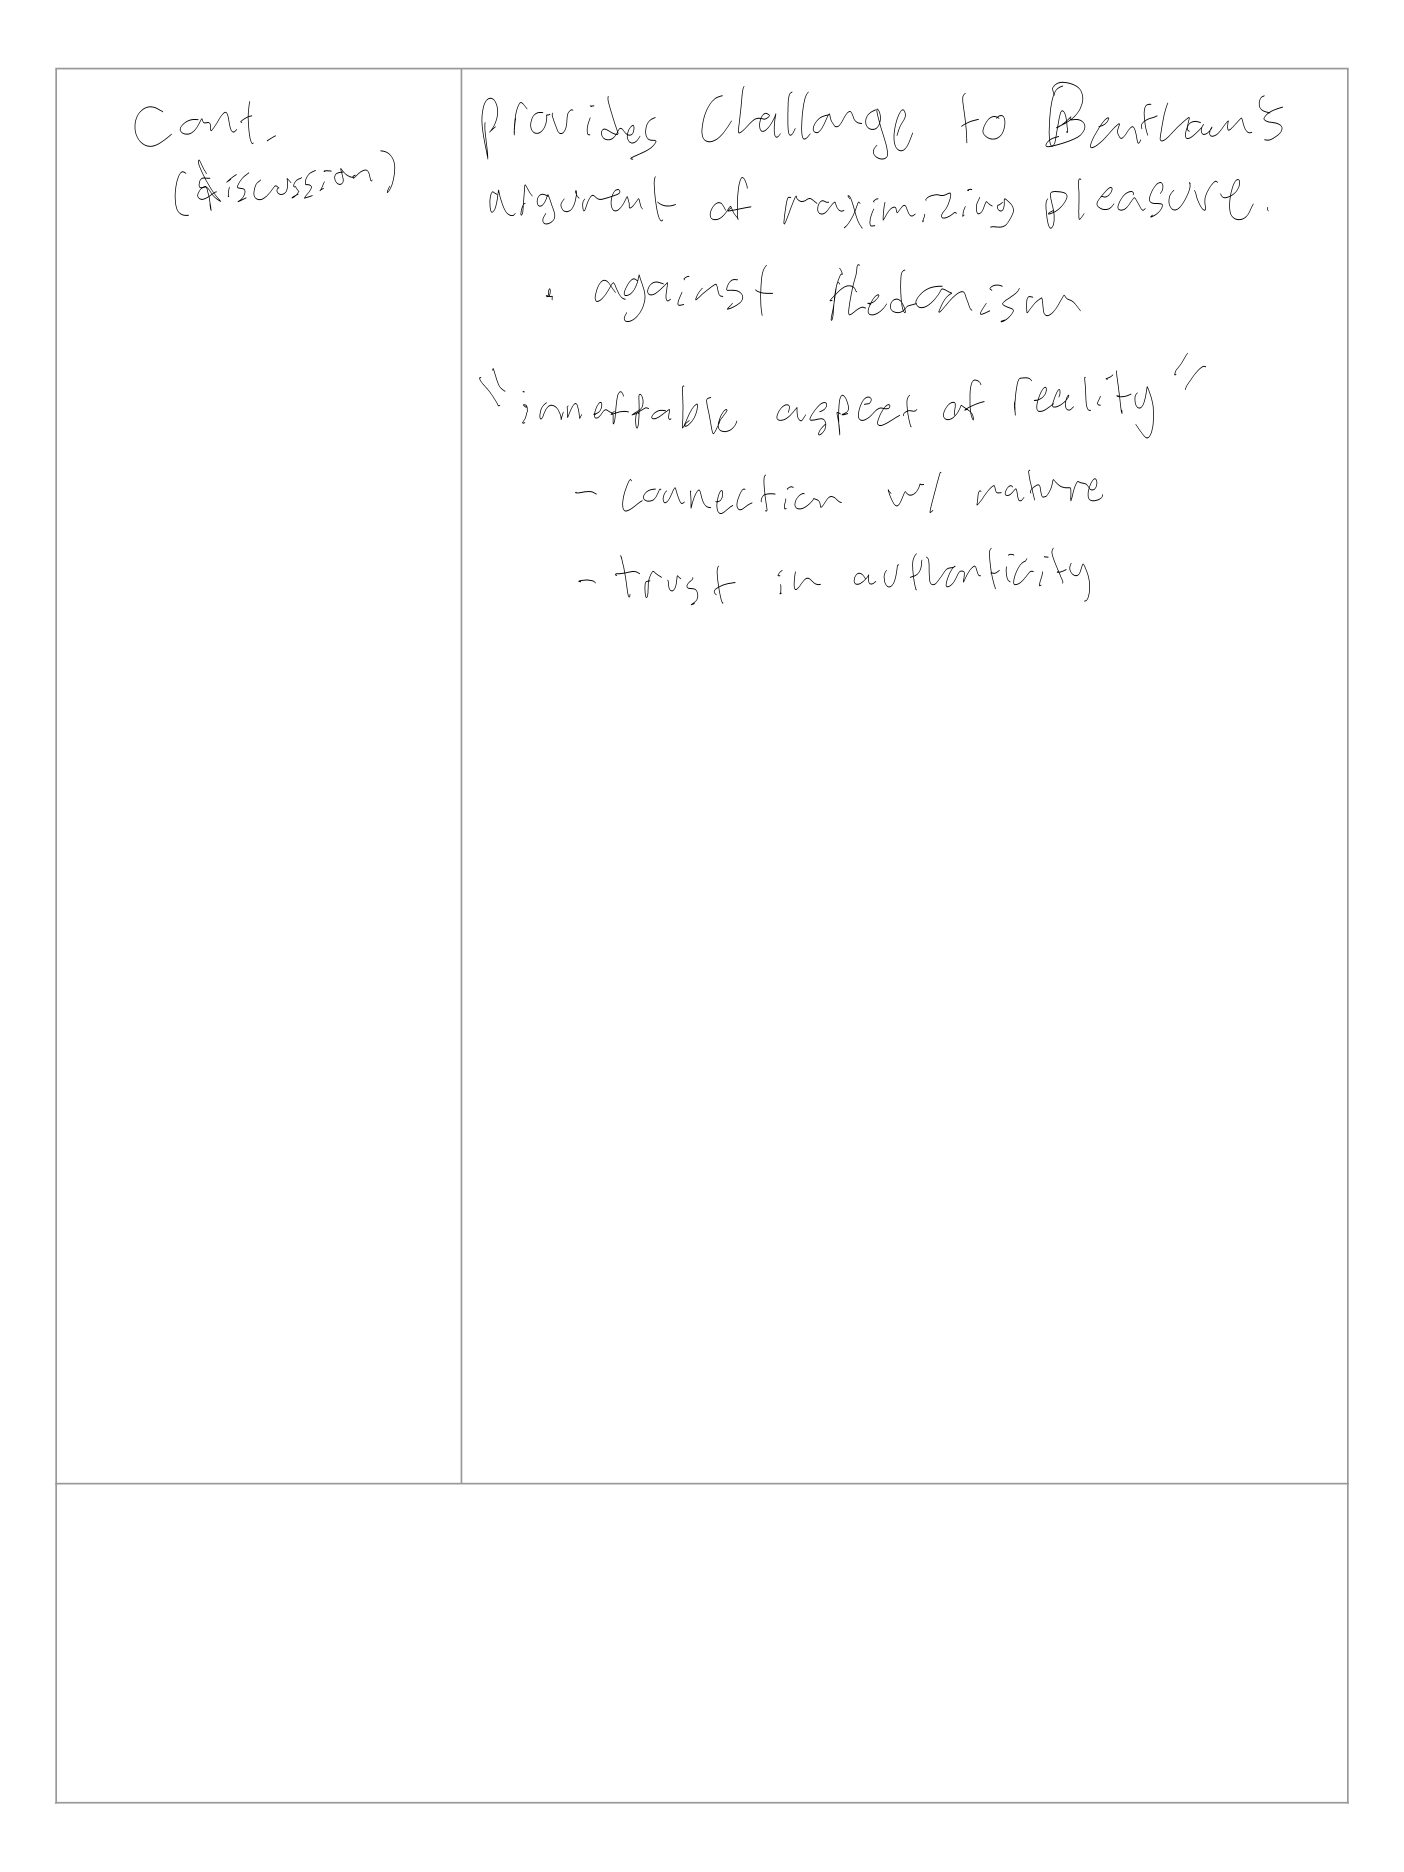 Cont.
(discussion)
provides Challange to Bentham's
argument of maximizing pleasure.
• against Hedonism
"inneffable aspect of reality"
- connection w/ nature
- trust in authenticity